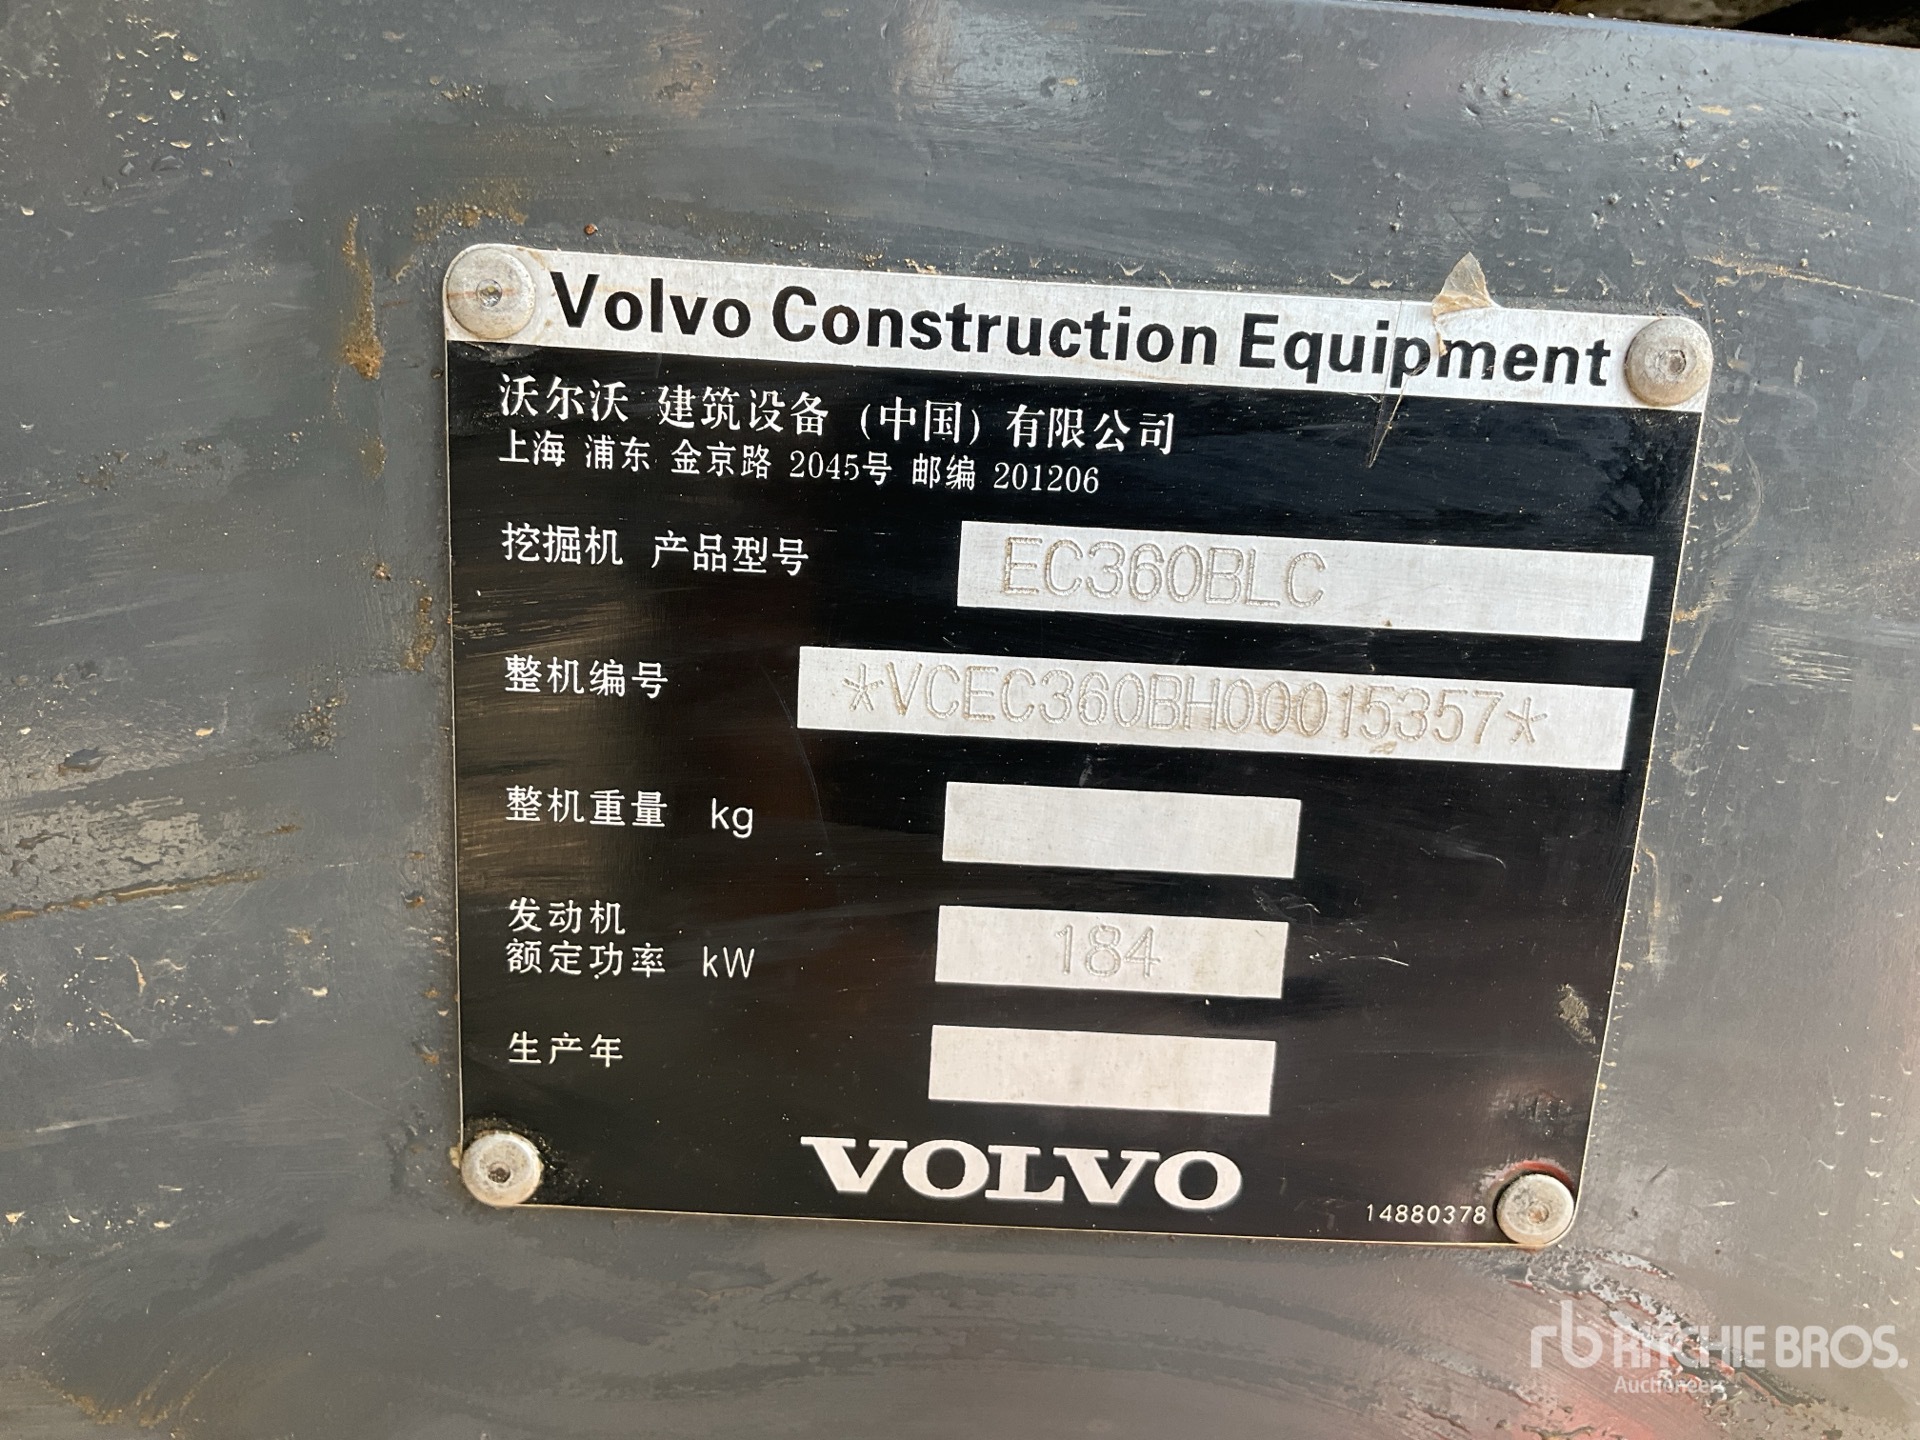 Volvo Construction Equipment
沃尔沃 建筑设备 (中国) 有限公司
上海 浦东 金京路 2045号 邮编 201206
挖掘机 产品型号 EC360BLC
整机编号 *VCEC360BH00015357*
整机重量 kg
发动机
额定功率 kW 184
生产年
VOLVO
14880378
rb RITCHIE BROS.
Auctioneers